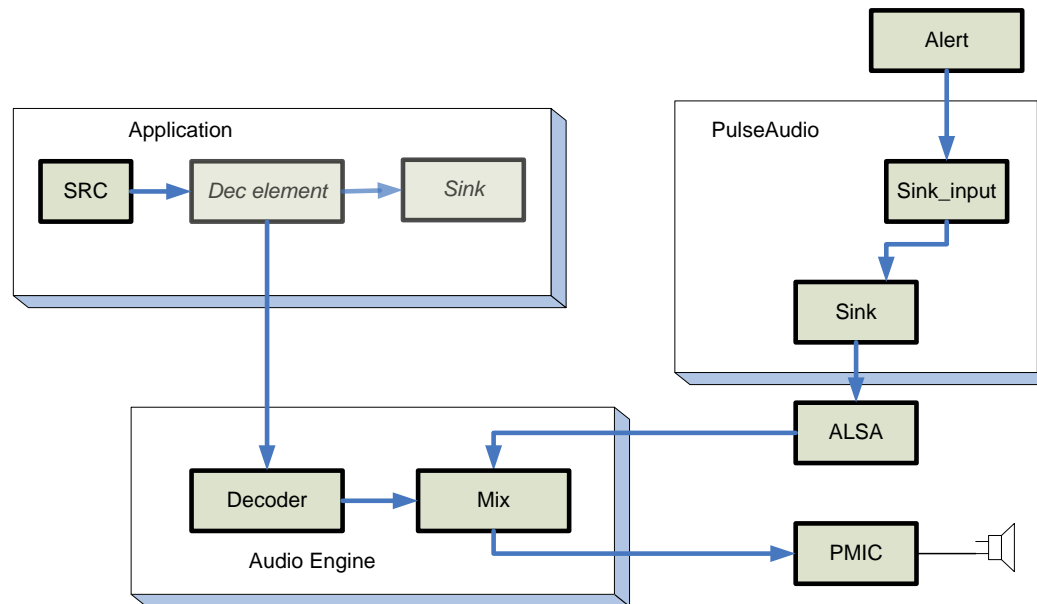 Alert
Application
PulseAudio
SRC
Dec element
Sink
Sink_input
Sink
ALSA
Decoder
Mix
PMIC
Audio Engine